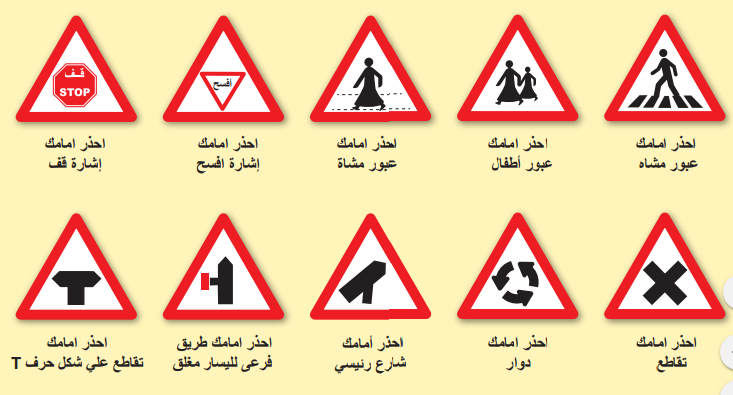 قف
STOP
افسح
احذر امامك
عبور مشاه
احذر امامك
عبور أطفال
احذر امامك
عبور مشاة
احذر امامك
إشارة افسح
احذر امامك
إشارة قف
احذر امامك
تقاطع
احذر امامك
دوار
احذر أمامك
شارع رئيسي
احذر امامك طريق
فرعى لليسار مغلق
احذر امامك
تقاطع علي شكل حرف T